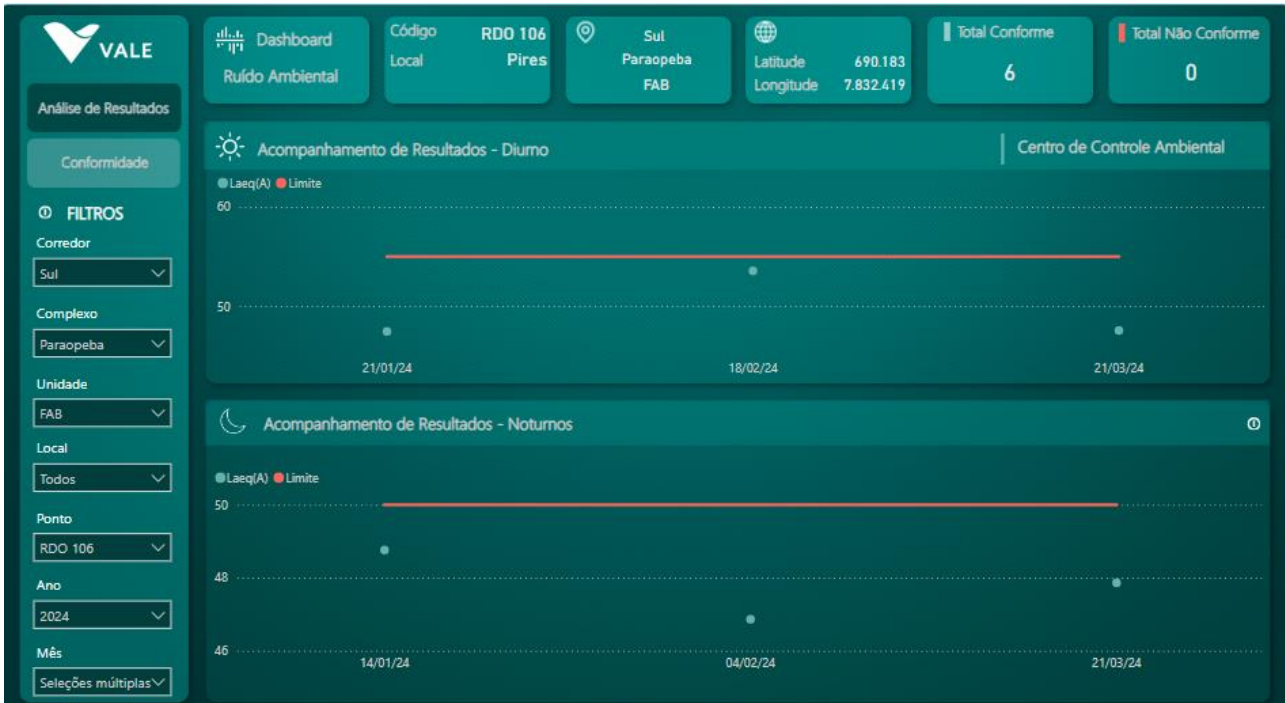 VALE
Análise de Resultados
Conformidade
FILTROS
Corredor
Sul
Complexo
Paraopeba
Unidade
FAB
Local
Todos
Ponto
RDO 106
Ano
2024
Mês
Seleções múltiplas
Dashboard
Ruído Ambiental
Código RDO 106
Local Pires
Sul
Paraopeba
FAB
Latitude 690.183
Longitude 7.832.419
Total Conforme
6
Total Não Conforme
0
Acompanhamento de Resultados - Diurno
Centro de Controle Ambiental
Laeq(A) Limite
60
50
21/01/24 18/02/24 21/03/24
Acompanhamento de Resultados - Noturnos
Laeq(A) Limite
50
48
46
14/01/24 04/02/24 21/03/24